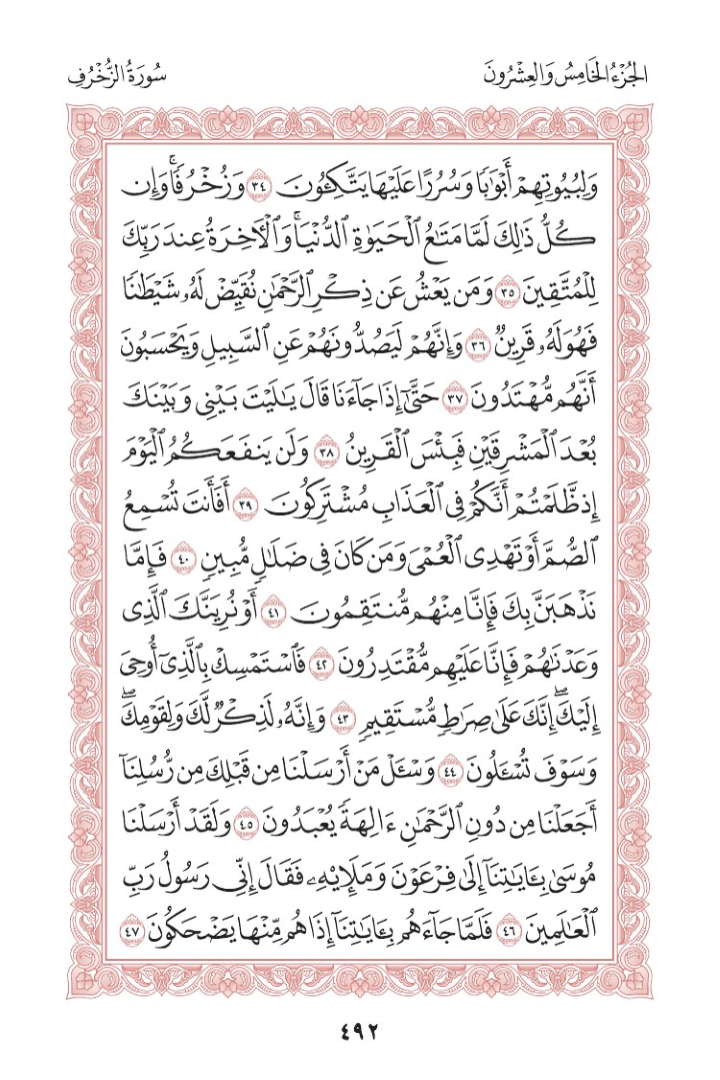 الجُزْءُ الخَامِسُ وَالعِشْرُونَ
سُورَةُ الزُّخْرُفِ
وَلِبُيُوتِهِمْ أَبْوَٰبًا وَسُرُرًا عَلَيْهَا يَتَّكِـُٔونَ ٣٤ وَزُخْرُفًاۚ وَإِن
كُلُّ ذَٰلِكَ لَمَّا مَتَٰعُ ٱلْحَيَوٰةِ ٱلدُّنْيَاۚ وَٱلْأٓخِرَةُ عِندَ رَبِّكَ
لِلْمُتَّقِينَ ٣٥ وَمَن يَعْشُ عَن ذِكْرِ ٱلرَّحْمَٰنِ نُقَيِّضْ لَهُۥ شَيْطَٰنًا
فَهُوَ لَهُۥ قَرِينٌ ٣٦ وَإِنَّهُمْ لَيَصُدُّونَهُمْ عَنِ ٱلسَّبِيلِ وَيَحْسَبُونَ
أَنَّهُم مُّهْتَدُونَ ٣٧ حَتَّىٰٓ إِذَا جَآءَنَا قَالَ يَٰلَيْتَ بَيْنِى وَبَيْنَكَ
بُعْدَ ٱلْمَشْرِقَيْنِ فَبِئْسَ ٱلْقَرِينُ ٣٨ وَلَن يَنفَعَكُمُ ٱلْيَوْمَ
إِذ ظَّلَمْتُمْ أَنَّكُمْ فِى ٱلْعَذَابِ مُشْتَرِكُونَ ٣٩ أَفَأَنتَ تُسْمِعُ
ٱلصُّمَّ أَوْ تَهْدِى ٱلْعُمْىَ وَمَن كَانَ فِى ضَلَٰلٍ مُّبِينٍ ٤٠ فَإِمَّا
نَذْهَبَنَّ بِكَ فَإِنَّا مِنْهُم مُّنتَقِمُونَ ٤١ أَوْ نُرِيَنَّكَ ٱلَّذِى
وَعَدْنَٰهُمْ فَإِنَّا عَلَيْهِم مُّقْتَدِرُونَ ٤٢ فَٱسْتَمْسِكْ بِٱلَّذِىٓ أُوحِىَ
إِلَيْكَۖ إِنَّكَ عَلَىٰ صِرَٰطٍ مُّسْتَقِيمٍ ٤٣ وَإِنَّهُۥ لَذِكْرٌ لَّكَ وَلِقَوْمِكَۖ
وَسَوْفَ تُسْـَٔلُونَ ٤٤ وَسْـَٔلْ مَنْ أَرْسَلْنَا مِن قَبْلِكَ مِن رُّسُلِنَآ
أَجَعَلْنَا مِن دُونِ ٱلرَّحْمَٰنِ ءَالِهَةً يُعْبَدُونَ ٤٥ وَلَقَدْ أَرْسَلْنَا
مُوسَىٰ بِـَٔايَٰتِنَآ إِلَىٰ فِرْعَوْنَ وَمَلَإِي۟هِۦ فَقَالَ إِنِّى رَسُولُ رَبِّ
ٱلْعَٰلَمِينَ ٤٦ فَلَمَّا جَآءَهُم بِـَٔايَٰتِنَآ إِذَا هُم مِّنْهَا يَضْحَكُونَ ٤٧
٤٩٢